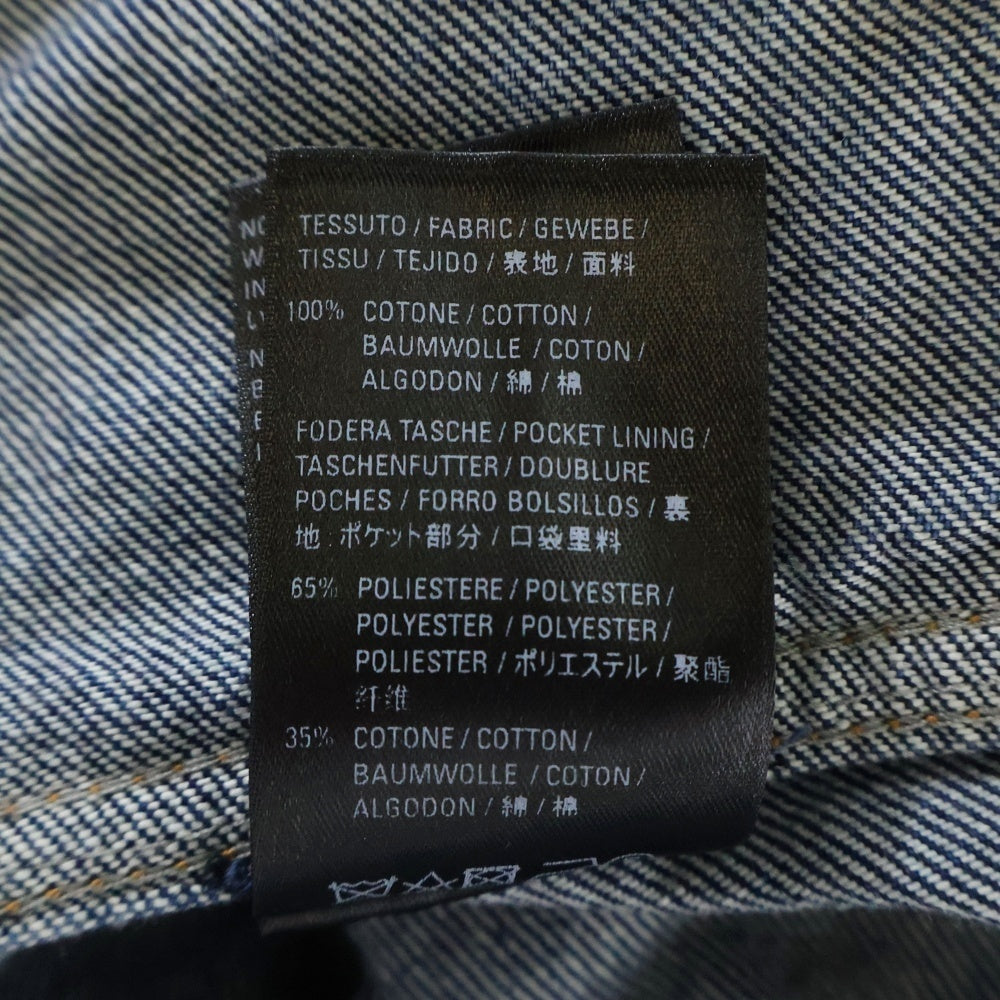 TESSUTO / FABRIC / GEWEBE /
TISSU / TEJIDO / 表地 / 面料
100% COTONE / COTTON /
BAUMWOLLE / COTON /
ALGODON / 綿 / 棉
FODERA TASCHE / POCKET LINING /
TASCHENFUTTER / DOUBLURE
POCHES / FORRO BOLSILLOS / 裏
地:ポケット部分 / 口袋里料
65% POLIESTERE / POLYESTER /
POLYESTER / POLYESTER /
POLIESTER / ポリエステル / 聚酯
纤维
35% COTONE / COTTON /
BAUMWOLLE / COTON /
ALGODON / 綿 / 棉